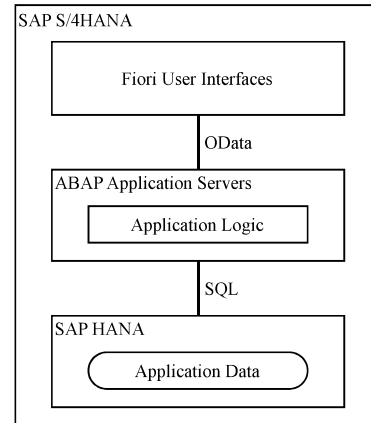 SAP S/4HANA
Fiori User Interfaces
OData
ABAP Application Servers
Application Logic
SQL
SAP HANA
Application Data